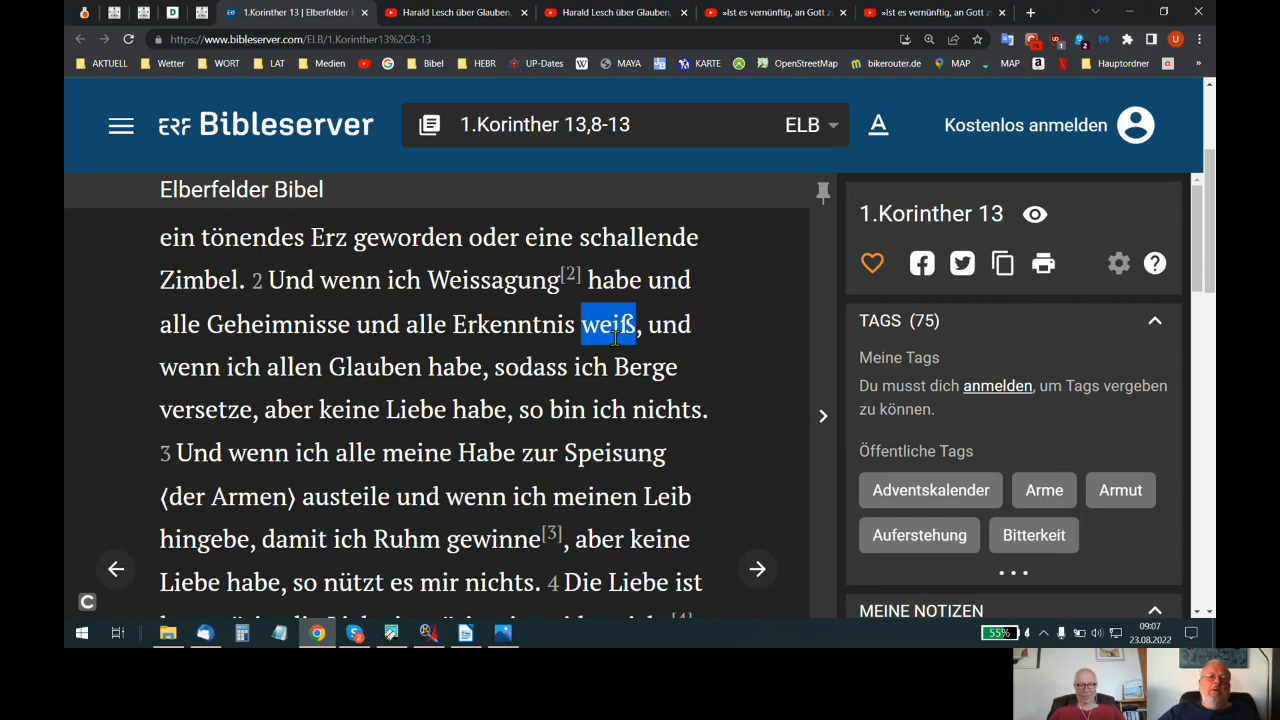 1.Korinther 13 | Elberfelder
Harald Lesch über Glauben,
Harald Lesch über Glauben,
»Ist es vernünftig, an Gott z
»Ist es vernünftig, an Gott z
https://www.bibleserver.com/ELB/1.Korinther13%2C8-13
AKTUELL
Wetter
WORT
LAT
Medien
Bibel
HEBR
UP-Dates
MAYA
KARTE
OpenStreetMap
bikerouter.de
MAP
MAP
Hauptordner
»
ERF Bibleserver
1.Korinther 13,8-13
ELB
Kostenlos anmelden
Elberfelder Bibel
ein tönendes Erz geworden oder eine schallende
Zimbel. 2 Und wenn ich Weissagung[2] habe und
alle Geheimnisse und alle Erkenntnis weiß, und
wenn ich allen Glauben habe, sodass ich Berge
versetze, aber keine Liebe habe, so bin ich nichts.
3 Und wenn ich alle meine Habe zur Speisung
⟨der Armen⟩ austeile und wenn ich meinen Leib
hingebe, damit ich Ruhm gewinne[3], aber keine
Liebe habe, so nützt es mir nichts. 4 Die Liebe ist
1.Korinther 13
TAGS (75)
Meine Tags
Du musst dich anmelden, um Tags vergeben
zu können.
Öffentliche Tags
Adventskalender
Arme
Armut
Auferstehung
Bitterkeit
MEINE NOTIZEN
55%
09:07
23.08.2022